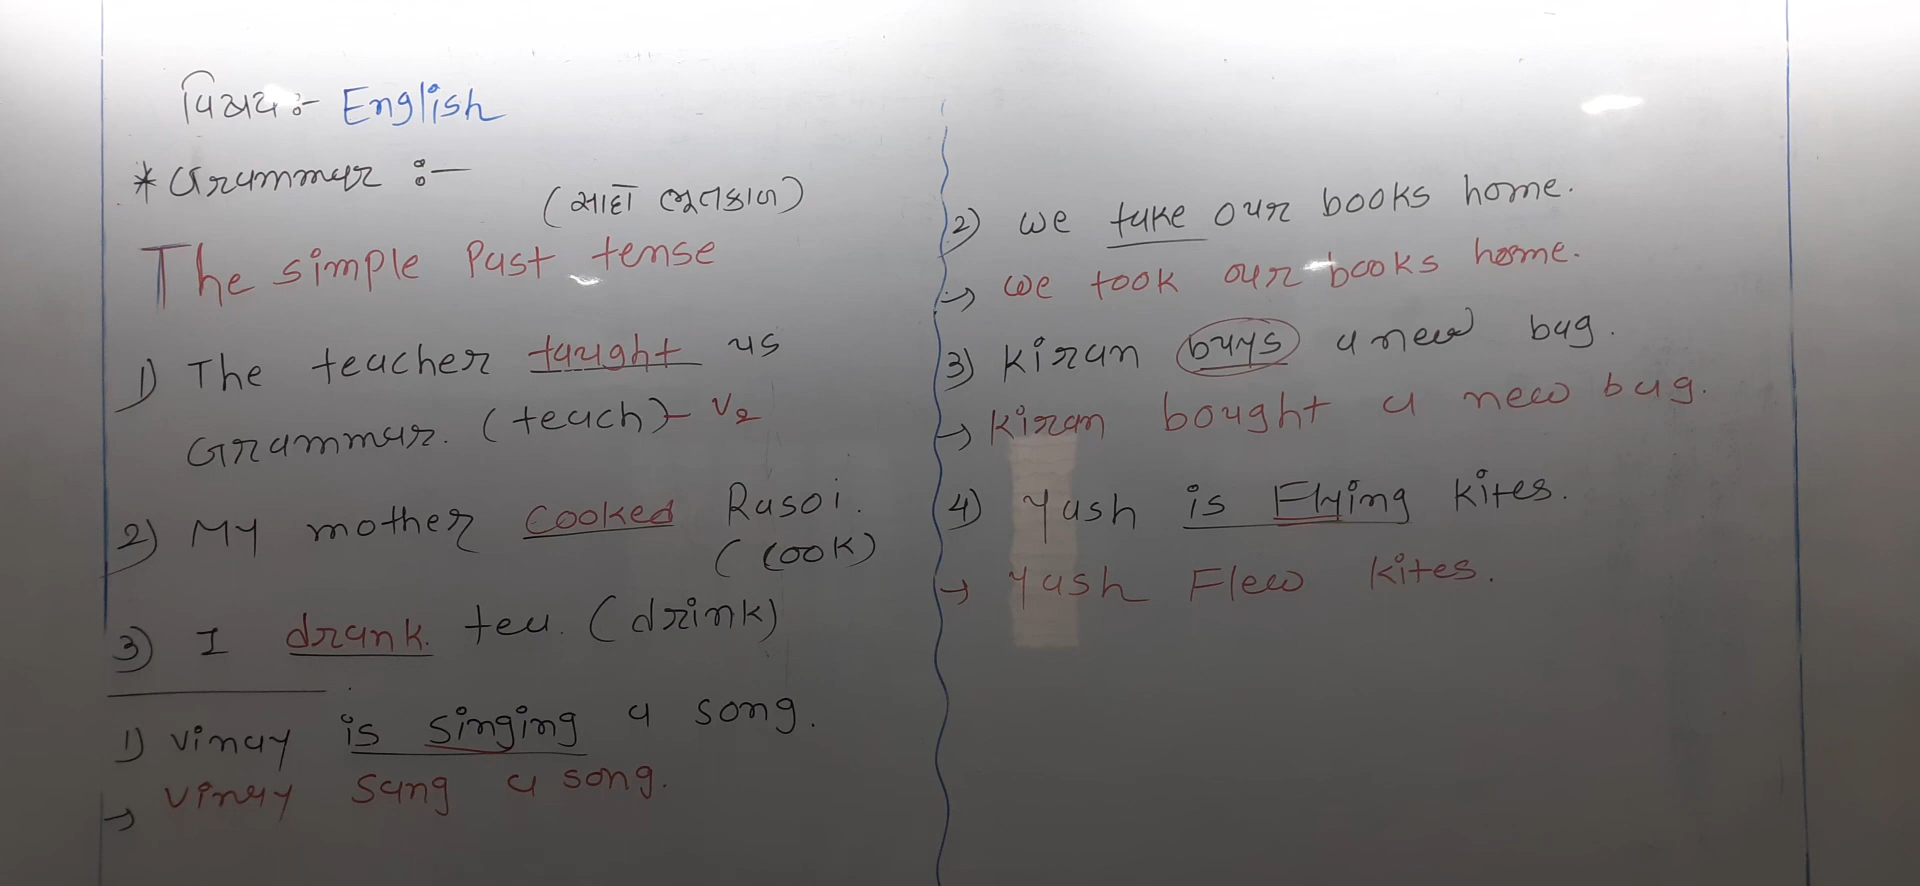 વિષય :- English
* Grammar :-
(સાદો ભૂતકાળ)
The simple Past tense
1) The teacher taught us
Grammar. (teach) - V2
2) My mother cooked Rasoi.
(Cook)
3) I drank. tea. (drink)
1) Vinay is singing a song.
→ Vinay sang a song.
2) we take our books home.
→ we took our books home.
3) Kiran buys a new bag.
→ Kiran bought a new bag.
4) Yash is Flying kites.
→ Yash Flew kites.